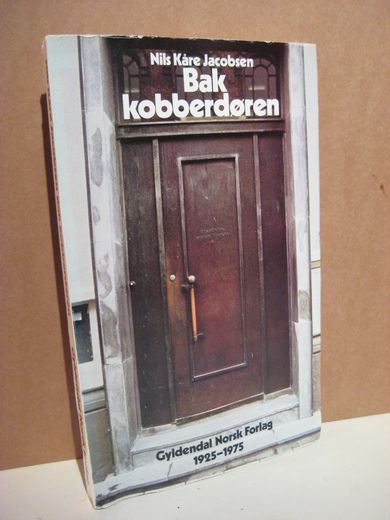 Nils Kåre Jacobsen
Bak
kobberdøren
Gyldendal Norsk Forlag
1925–1975